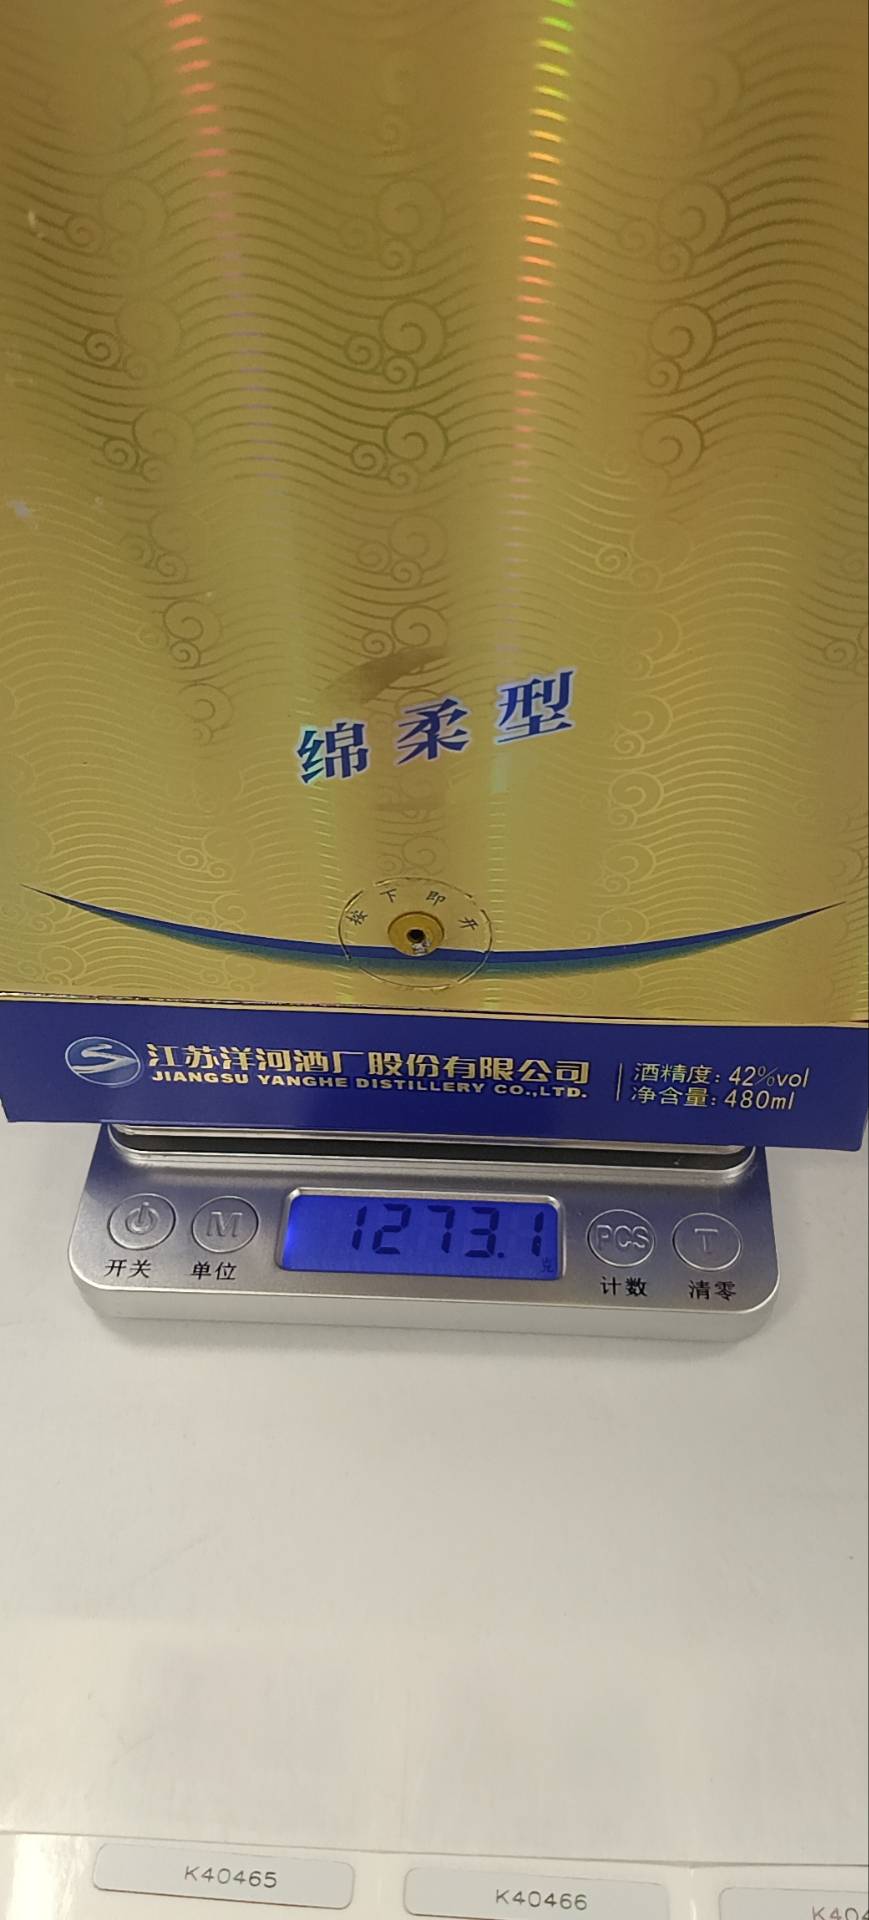 绵柔型
按下即开
江苏洋河酒厂股份有限公司
JIANGSU YANGHE DISTILLERY CO.,LTD.
酒精度: 42%vol
净含量: 480ml
1273.1
克
M
PCS
T
开关
单位
计数
清零
K40465
K40466
K404